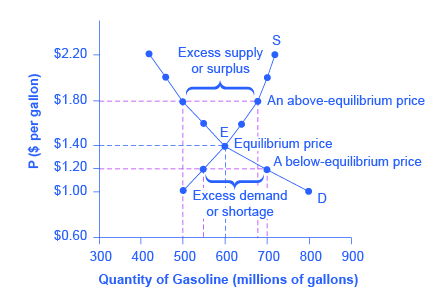 S
$2.20
Excess supply
or surplus
$1.80
An above-equilibrium price
E
$1.40
Equilibrium price
A below-equilibrium price
$1.20
$1.00
Excess demand
or shortage
D
$0.60
P ($ per gallon)
300 400 500 600 700 800 900
Quantity of Gasoline (millions of gallons)